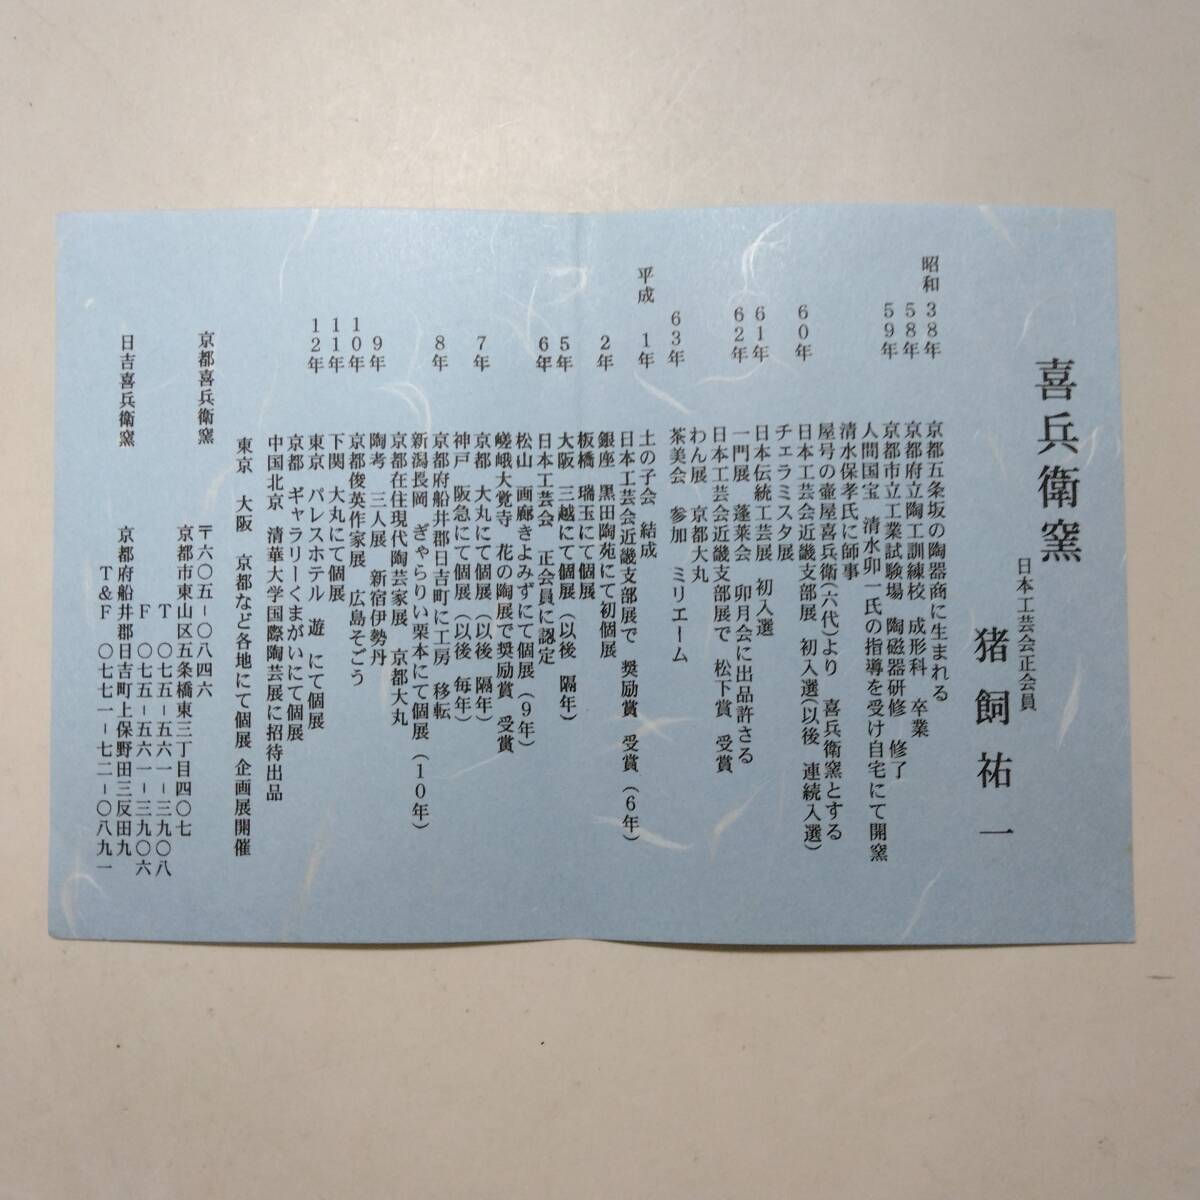 喜兵衛窯
日本工芸会正会員
猪飼祐一
昭和 38年 京都五条坂の陶器商に生まれる
58年 京都府立陶工訓練校 成形科 卒業
59年 京都市立工業試験場 陶磁器研修 修了
人間国宝 清水卯一氏の指導を受け自宅にて開窯
清水保孝氏に師事
屋号の壷屋喜兵衛(六代)より 喜兵衛窯とする
60年 日本工芸会近畿支部展 初入選(以後 連続入選)
チェラミスタ展
61年 日本伝統工芸展 初入選
62年 一門展 蓬莱会 卯月会に出品許さる
日本工芸会近畿支部展で 松下賞 受賞
わん展 京都大丸
63年 茶美会 参加 ミリエーム
平成 1年 土の子会 結成
日本工芸会近畿支部展で 奨励賞 受賞(6年)
2年 銀座 黒田陶苑にて初個展
板橋 瑞玉にて個展
5年 大阪 三越にて個展(以後 隔年)
6年 日本工芸会 正会員に認定
松山 画廊きよみずにて個展(9年)
嵯峨大覚寺 花の陶展で奨励賞 受賞
7年 京都 大丸にて個展(以後 隔年)
神戸 阪急にて個展(以後 毎年)
8年 京都府船井郡日吉町に工房 移転
新潟長岡 ぎゃらりい栗本にて個展(10年)
京都在住現代陶芸家展 京都大丸
9年 陶考 三人展 新宿伊勢丹
10年 京都俊英作家展 広島そごう
11年 下関 大丸にて個展
12年 東京 パレスホテル 遊 にて個展
京都 ギャラリーくまがいにて個展
中国北京 清華大学国際陶芸展に招待出品
東京 大阪 京都など各地にて個展 企画展開催
京都喜兵衛窯 〒六〇五-〇八四六
京都市東山区五条橋東三丁目四〇七
T 〇七五-五六一-三九〇八
F 〇七五-五六一-三九〇六
日吉喜兵衛窯 京都府船井郡日吉町上保野田三反田九
T&F 〇七七一-七二-〇八九一